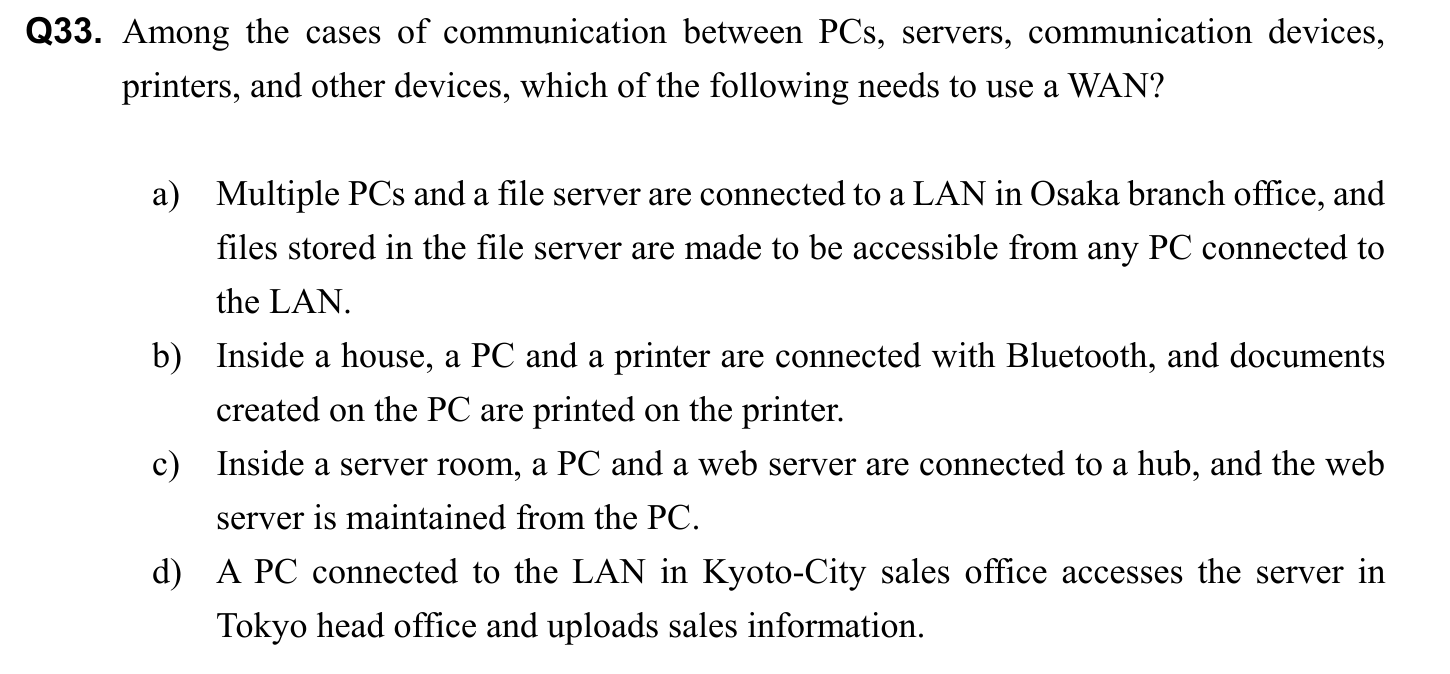 Q33. Among the cases of communication between PCs, servers, communication devices,
printers, and other devices, which of the following needs to use a WAN?
a) Multiple PCs and a file server are connected to a LAN in Osaka branch office, and
files stored in the file server are made to be accessible from any PC connected to
the LAN.
b) Inside a house, a PC and a printer are connected with Bluetooth, and documents
created on the PC are printed on the printer.
c) Inside a server room, a PC and a web server are connected to a hub, and the web
server is maintained from the PC.
d) A PC connected to the LAN in Kyoto-City sales office accesses the server in
Tokyo head office and uploads sales information.